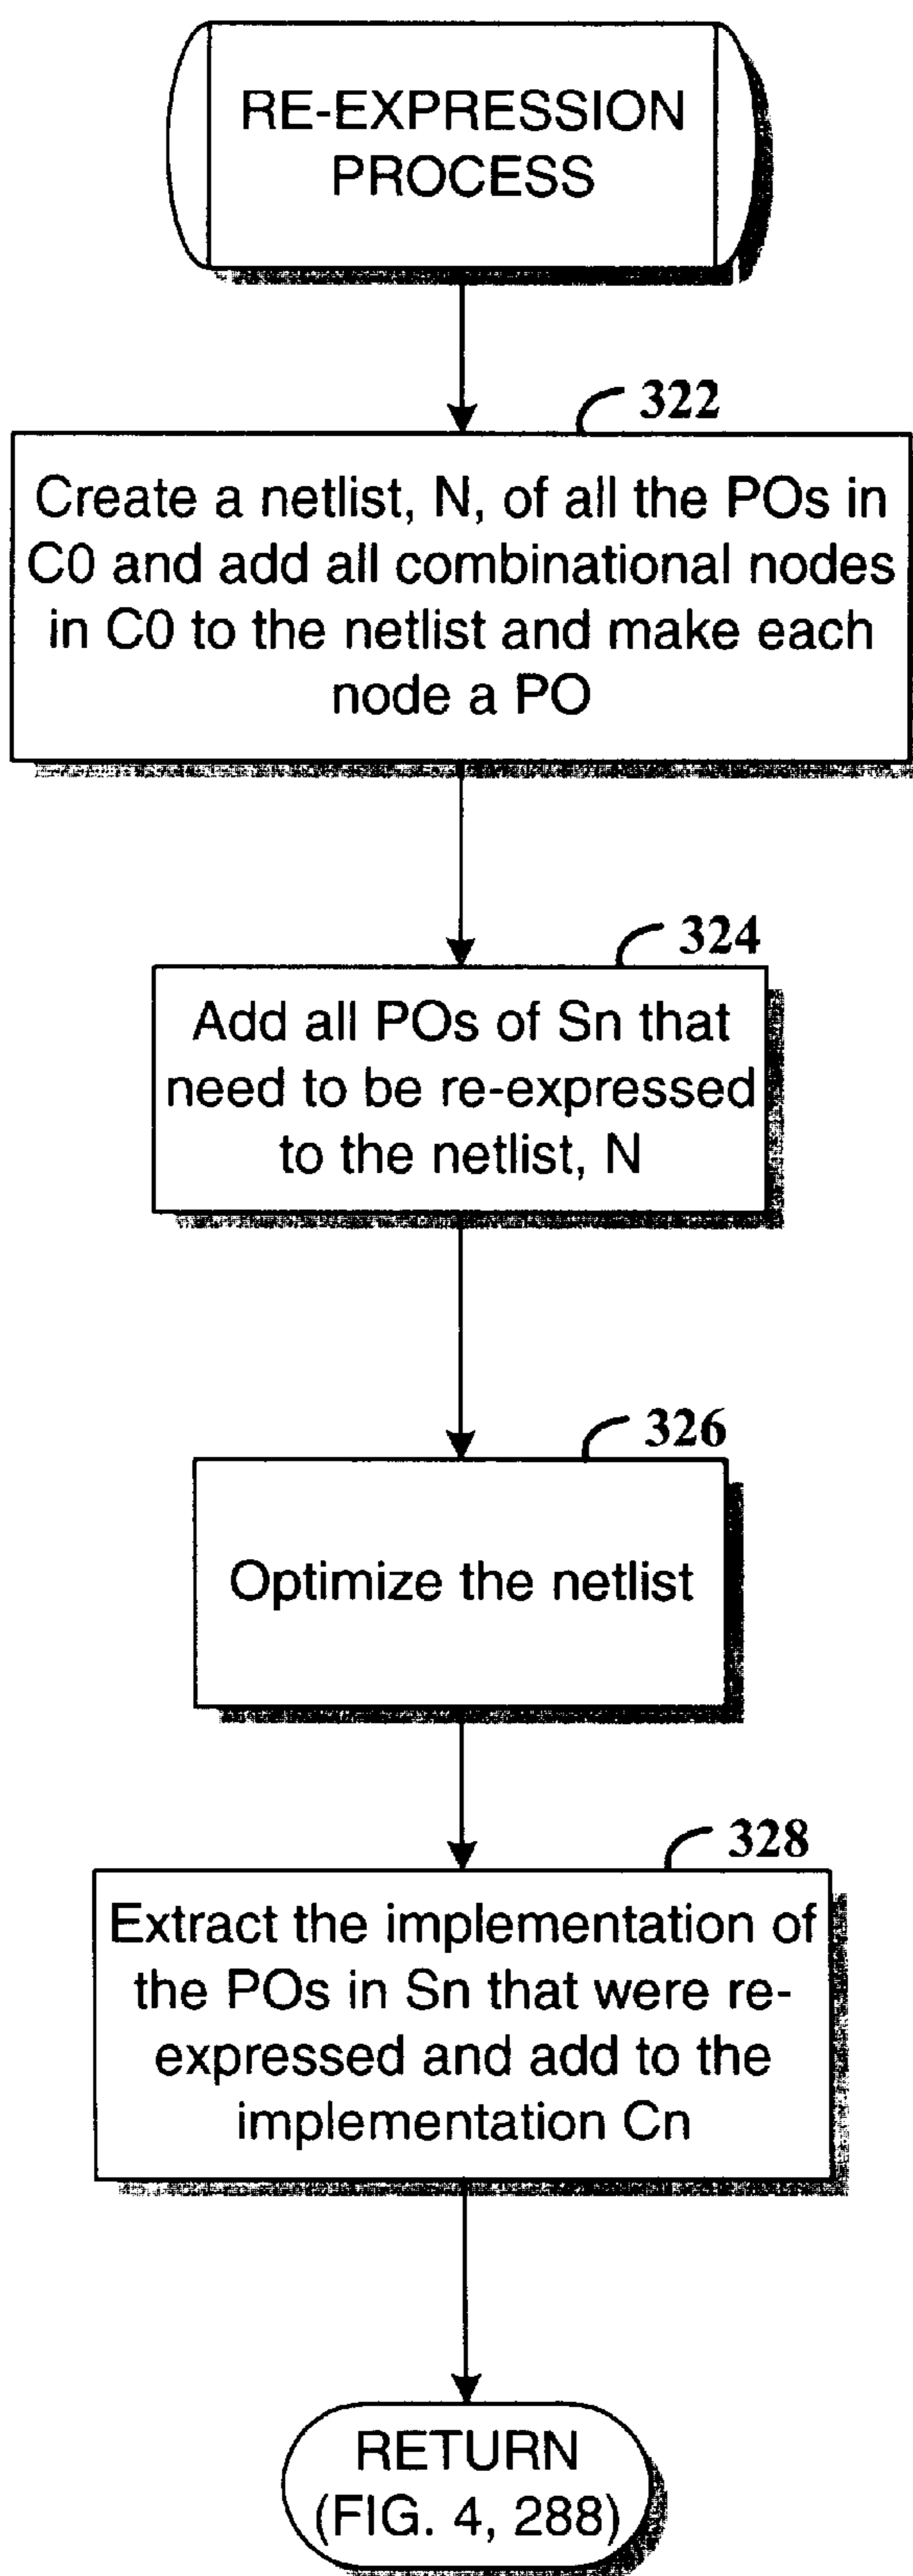 RE-EXPRESSION
PROCESS
322
Create a netlist, N, of all the POs in
C0 and add all combinational nodes
in C0 to the netlist and make each
node a PO
324
Add all POs of Sn that
need to be re-expressed
to the netlist, N
326
Optimize the netlist
328
Extract the implementation of
the POs in Sn that were re-
expressed and add to the
implementation Cn
RETURN
(FIG. 4, 288)